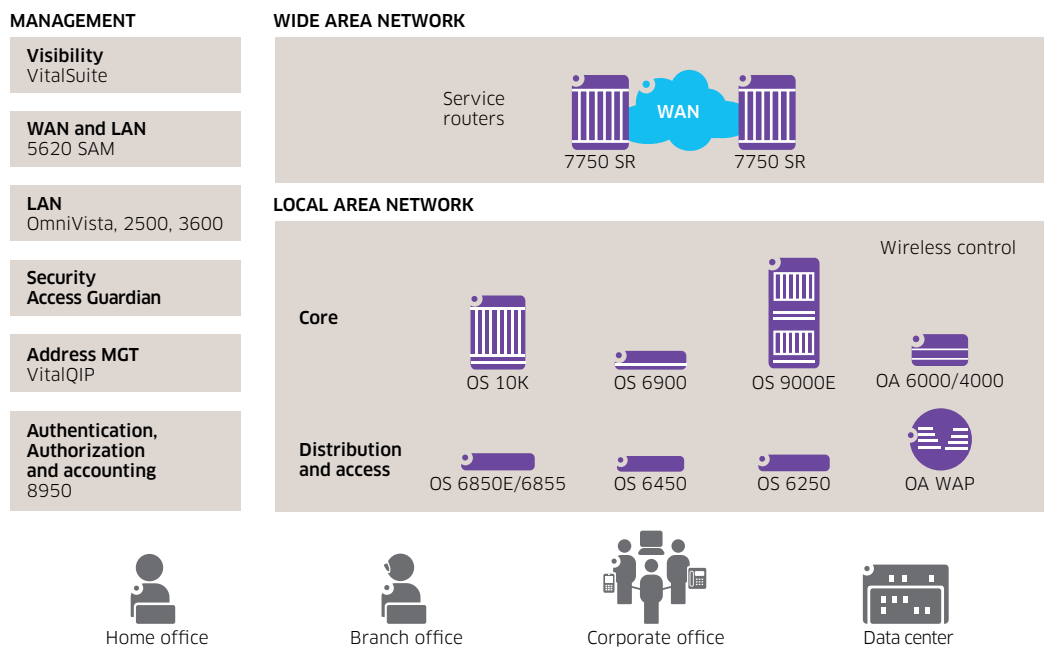 MANAGEMENT
Visibility
VitalSuite
WAN and LAN
5620 SAM
LAN
OmniVista, 2500, 3600
Security
Access Guardian
Address MGT
VitalQIP
Authentication,
Authorization
and accounting
8950
WIDE AREA NETWORK
Service
routers
WAN
7750 SR
7750 SR
LOCAL AREA NETWORK
Wireless control
Core
OS 10K
OS 6900
OS 9000E
OA 6000/4000
Distribution
and access
OS 6850E/6855
OS 6450
OS 6250
OA WAP
Home office
Branch office
Corporate office
Data center